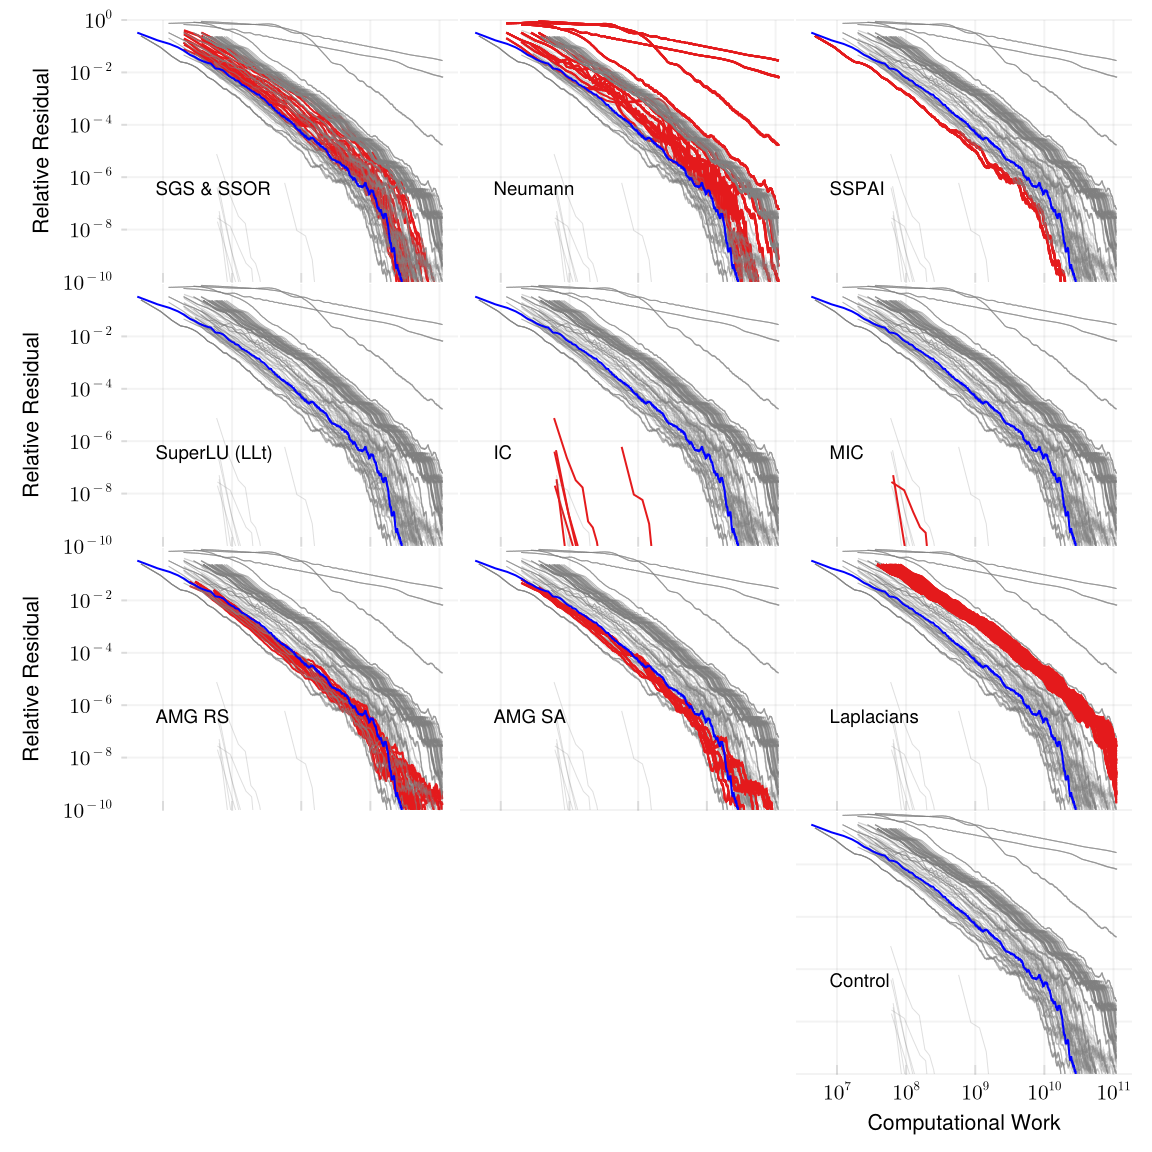 Relative Residual
10^0
10^−2
10^−4
10^−6
10^−8
10^−10
SGS & SSOR
Neumann
SSPAI
Relative Residual
10^−2
10^−4
10^−6
10^−8
10^−10
SuperLU (LLt)
IC
MIC
Relative Residual
10^−2
10^−4
10^−6
10^−8
10^−10
AMG RS
AMG SA
Laplacians
Control
10^7 10^8 10^9 10^10 10^11
Computational Work